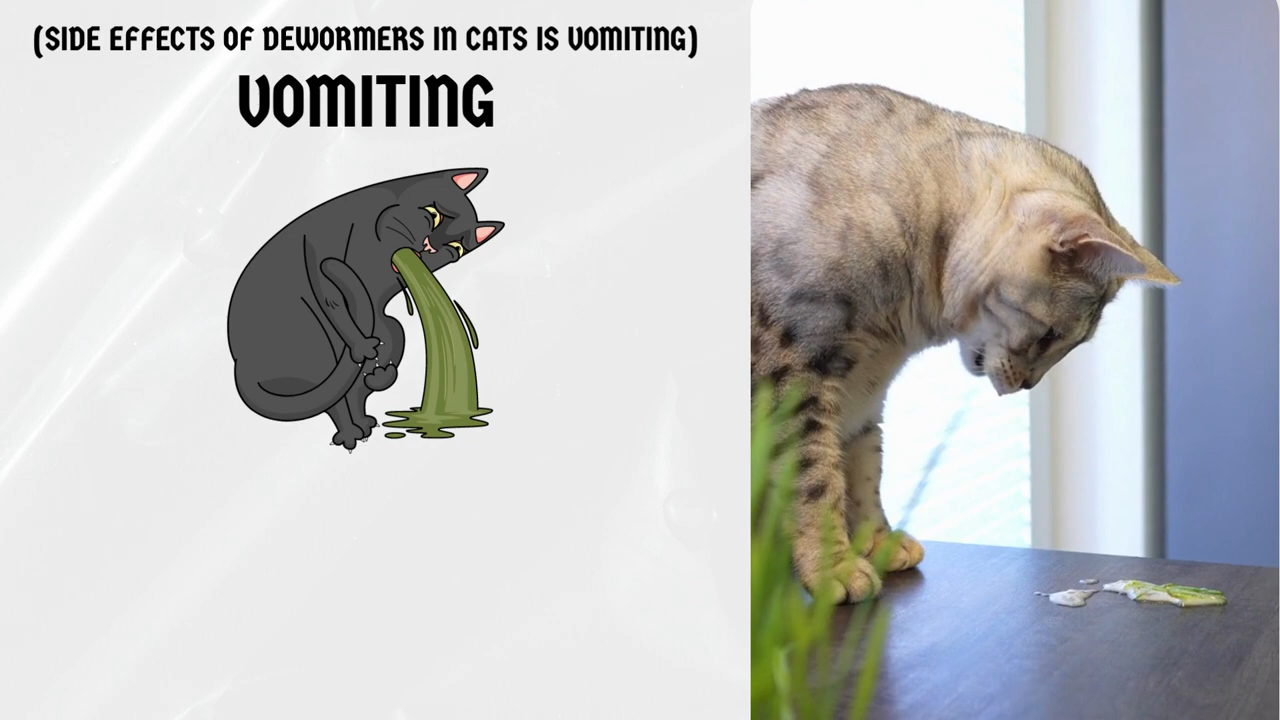 (SIDE EFFECTS OF DEWORMERS IN CATS IS VOMITING)
VOMITING